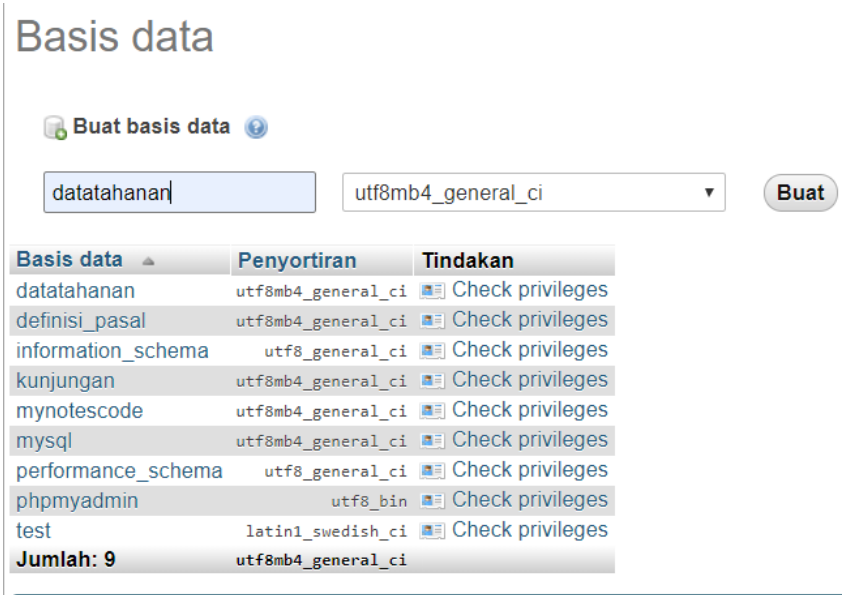 Basis data
Buat basis data
datatahanan utf8mb4_general_ci Buat
Basis data Penyortiran Tindakan
datatahanan utf8mb4_general_ci Check privileges
definisi_pasal utf8mb4_general_ci Check privileges
information_schema utf8_general_ci Check privileges
kunjungan utf8mb4_general_ci Check privileges
mynotescode utf8mb4_general_ci Check privileges
mysql utf8mb4_general_ci Check privileges
performance_schema utf8_general_ci Check privileges
phpmyadmin utf8_bin Check privileges
test latin1_swedish_ci Check privileges
Jumlah: 9 utf8mb4_general_ci